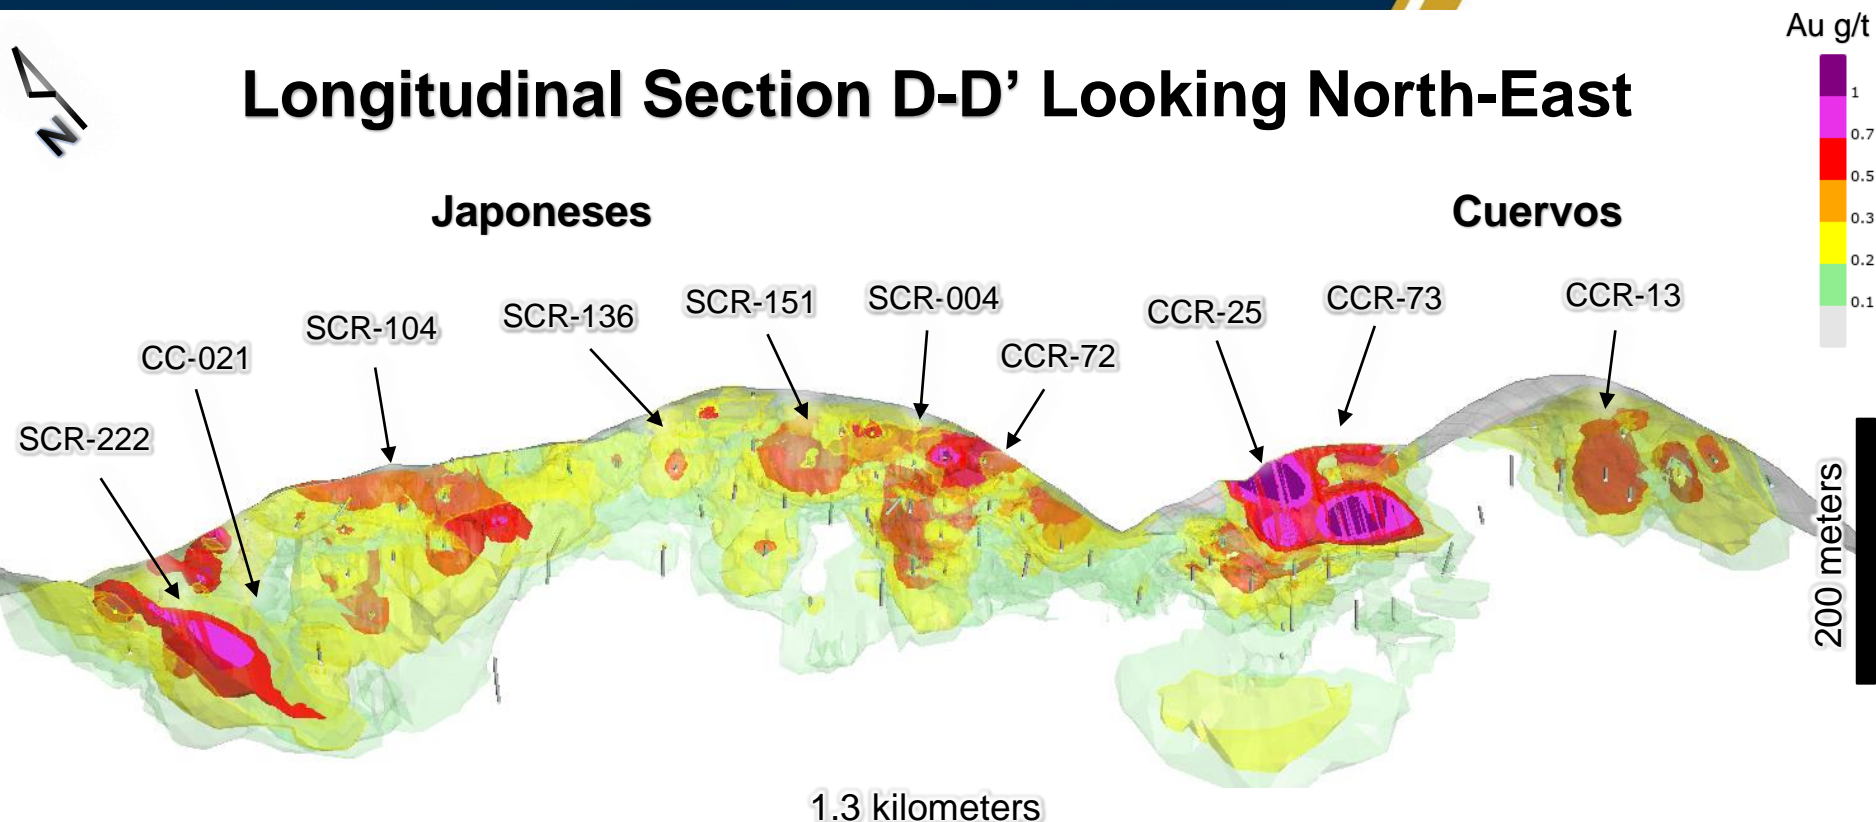 Au g/t
N
Longitudinal Section D-D’ Looking North-East
1
0.7
0.5
0.3
0.2
0.1
Japoneses
Cuervos
SCR-222
CC-021
SCR-104
SCR-136
SCR-151
SCR-004
CCR-72
CCR-25
CCR-73
CCR-13
200 meters
1.3 kilometers